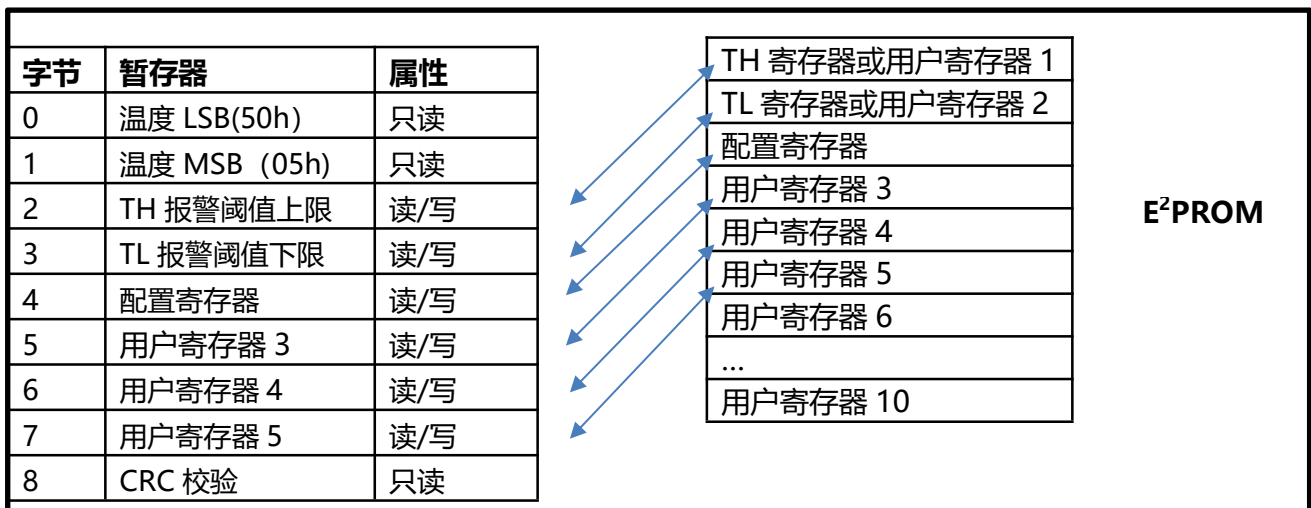 字节 暂存器 属性
0 温度 LSB(50h） 只读
1 温度 MSB（05h) 只读
2 TH 报警阈值上限 读/写
3 TL 报警阈值下限 读/写
4 配置寄存器 读/写
5 用户寄存器 3 读/写
6 用户寄存器 4 读/写
7 用户寄存器 5 读/写
8 CRC 校验 只读
TH 寄存器或用户寄存器 1
TL 寄存器或用户寄存器 2
配置寄存器
用户寄存器 3
用户寄存器 4
用户寄存器 5
用户寄存器 6
...
用户寄存器 10
E²PROM